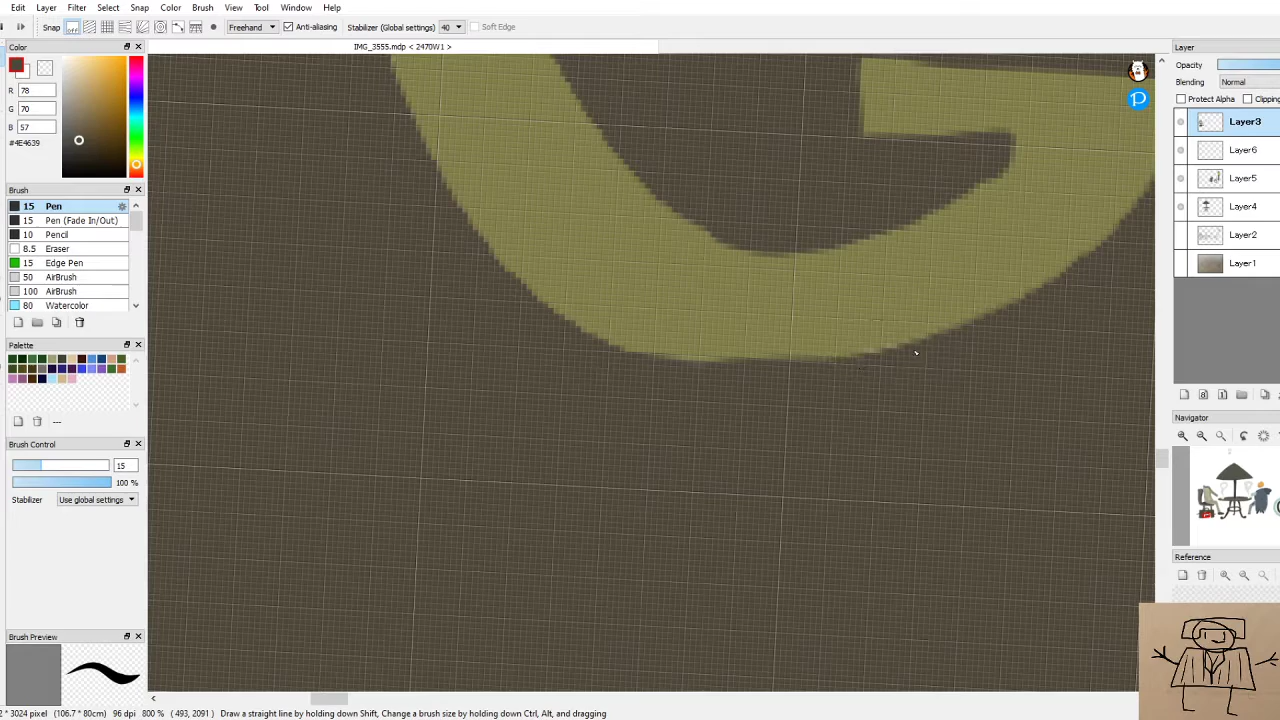 Edit Layer Filter Select Snap Color Brush View Tool Window Help
Snap off Freehand Anti-aliasing Stabilizer (Global settings) 40 Soft Edge
IMG_3555.mdp < 2470W1 >
Color
R 78
G 70
B 57
#4E4639
Brush
15 Pen
15 Pen (Fade In/Out)
10 Pencil
8.5 Eraser
15 Edge Pen
50 AirBrush
100 AirBrush
80 Watercolor
Palette
---
Brush Control
15
100 %
Stabilizer Use global settings
Brush Preview
Layer
Opacity
Blending Normal
Protect Alpha Clipping
Layer3
Layer6
Layer5
Layer4
Layer2
Layer1
8 1
Navigator
Reference
* 3024 pixel (106.7 * 80cm) 96 dpi 800 % ( 493, 2091 ) Draw a straight line by holding down Shift, Change a brush size by holding down Ctrl, Alt, and dragging